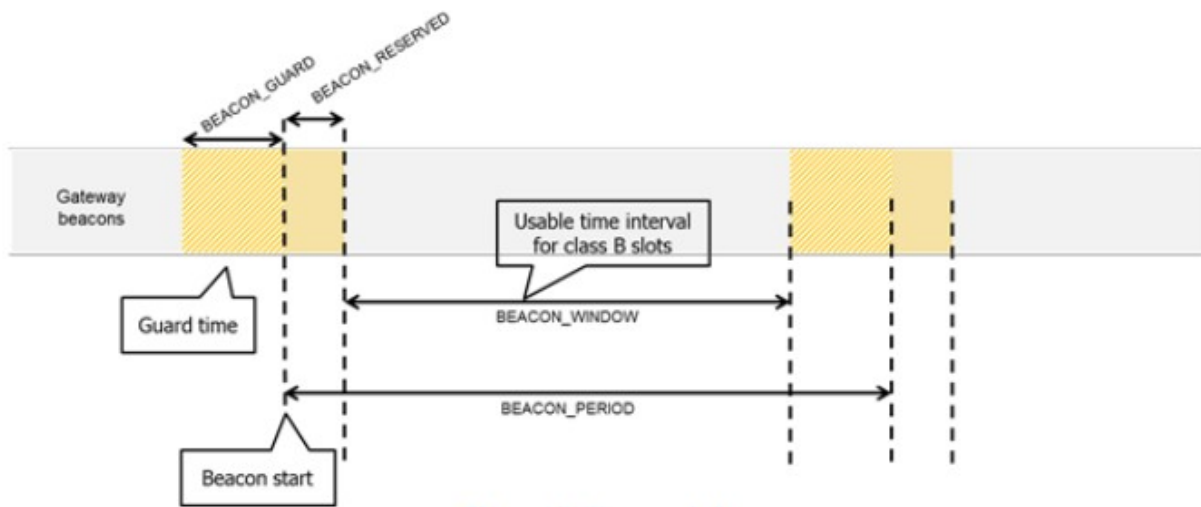 BEACON_GUARD
BEACON_RESERVED
Gateway
beacons
Usable time interval
for class B slots
Guard time
BEACON_WINDOW
BEACON_PERIOD
Beacon start